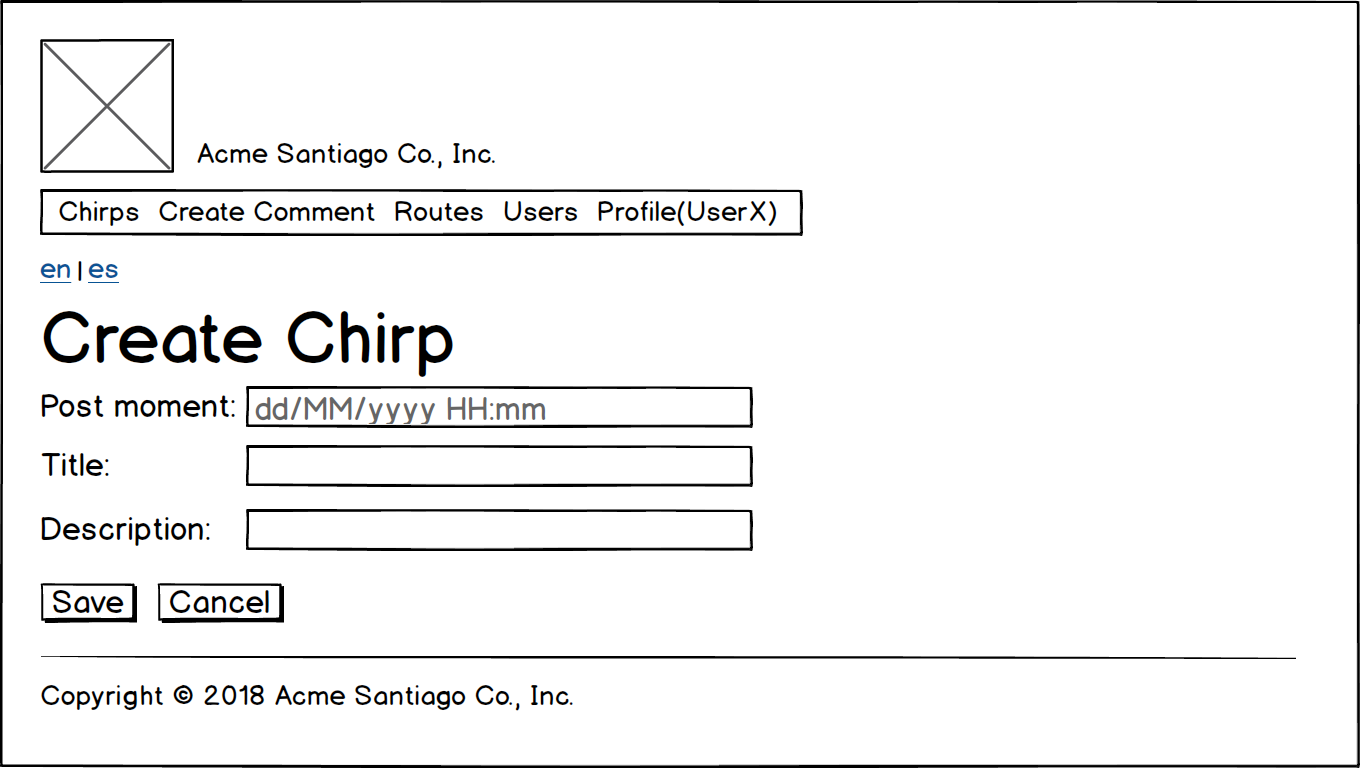 Acme Santiago Co., Inc.
Chirps Create Comment Routes Users Profile(UserX)
en | es
Create Chirp
Post moment: dd/MM/yyyy HH:mm
Title:
Description:
Save Cancel
Copyright © 2018 Acme Santiago Co., Inc.